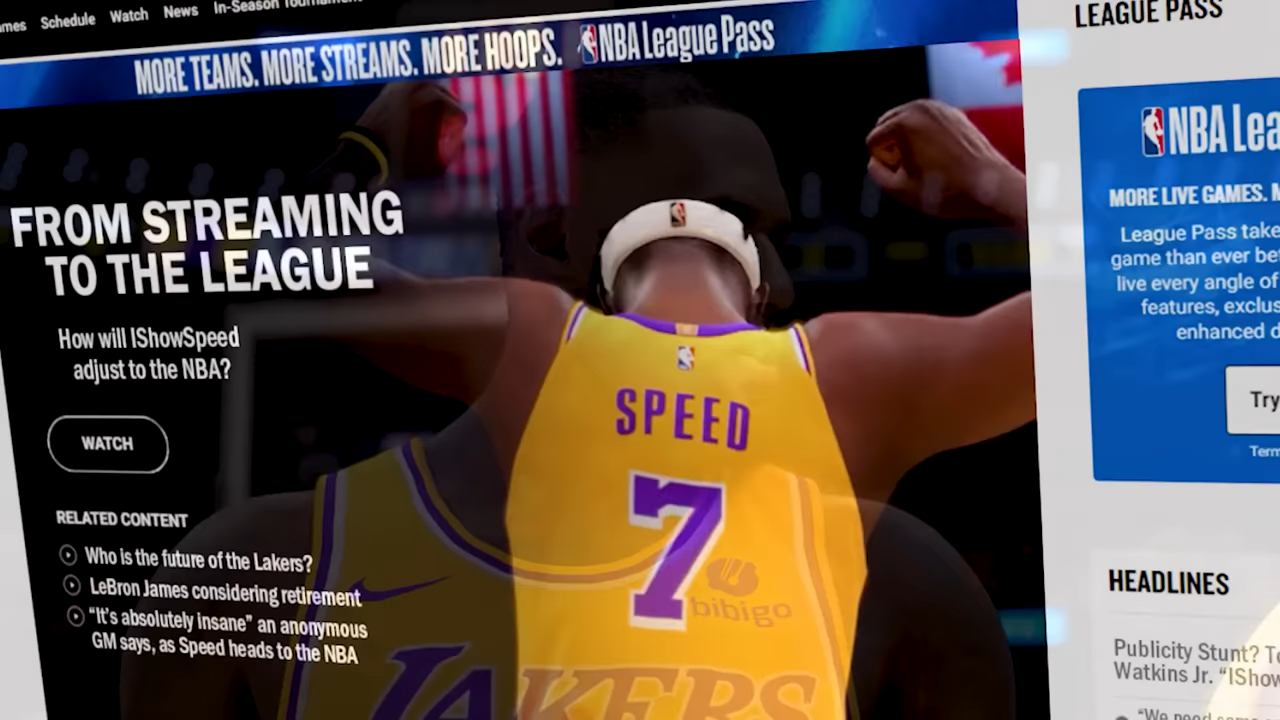 Schedule Watch News In-Season
MORE TEAMS. MORE STREAMS. MORE HOOPS. NBA League Pass
LEAGUE PASS
FROM STREAMING
TO THE LEAGUE
How will IShowSpeed
adjust to the NBA?
WATCH
RELATED CONTENT
Who is the future of the Lakers?
LeBron James considering retirement
“It’s absolutely insane” an anonymous
GM says, as Speed heads to the NBA
SPEED
7
bibigo
LAKERS
NBA Lea
MORE LIVE GAMES. M
League Pass take
game than ever be
live every angle of
features, exclus
enhanced d
Try
Term
HEADLINES
Publicity Stunt? To
Watkins Jr. “IShow